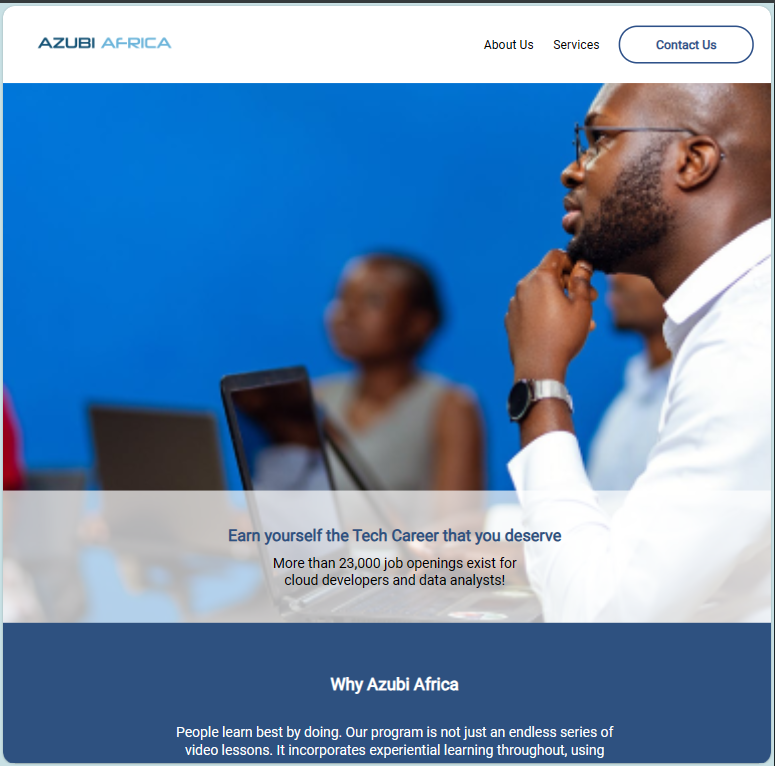 AZUBI AFRICA
About Us
Services
Contact Us
Earn yourself the Tech Career that you deserve
More than 23,000 job openings exist for
cloud developers and data analysts!
Why Azubi Africa
People learn best by doing. Our program is not just an endless series of
video lessons. It incorporates experiential learning throughout, using